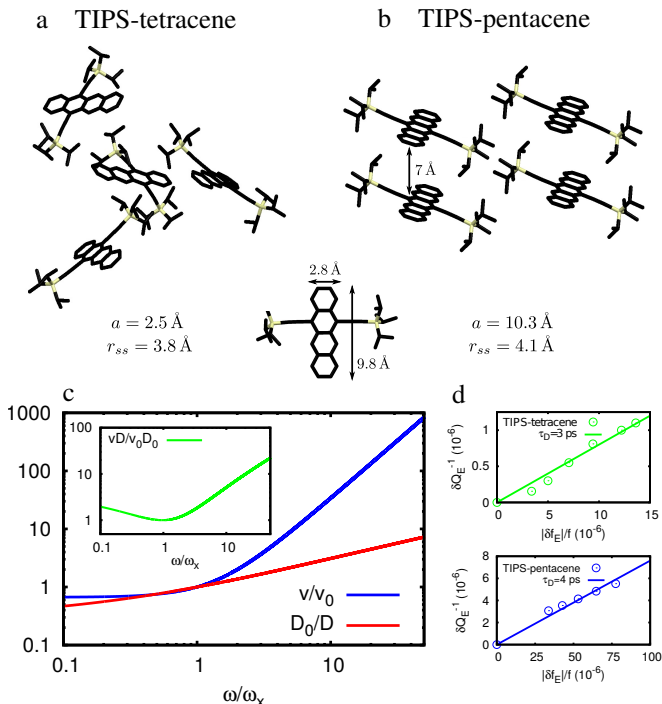 a TIPS-tetracene
b TIPS-pentacene
7 Å
2.8 Å
9.8 Å
a = 2.5 Å
r_ss = 3.8 Å
a = 10.3 Å
r_ss = 4.1 Å
c
1000
100
10
1
0.1
0.1
1
10
ω/ω_x
v/v_0
D_0/D
vD/v_0D_0
100
10
1
0.1
1
10
ω/ω_x
d
TIPS-tetracene
τ_D=3 ps
δQ_E^-1 (10^-6)
1
0.5
0
0
5
10
15
|δf_E|/f (10^-6)
TIPS-pentacene
τ_D=4 ps
δQ_E^-1 (10^-6)
8
6
4
2
0
0
25
50
75
100
|δf_E|/f (10^-6)